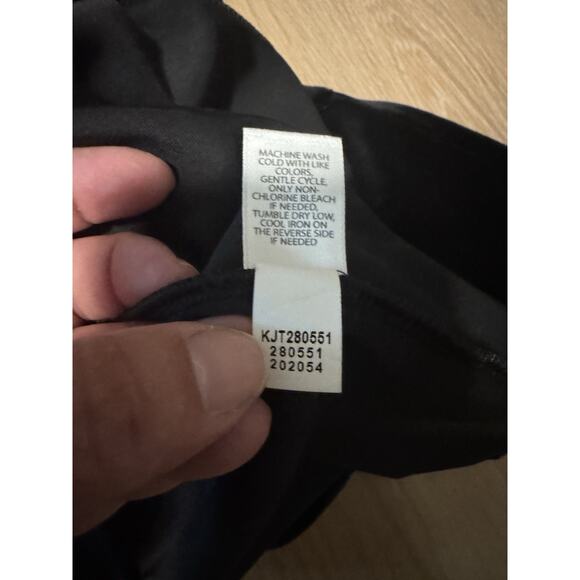 MACHINE WASH
COLD WITH LIKE
COLORS,
GENTLE CYCLE,
ONLY NON-
CHLORINE BLEACH
IF NEEDED,
TUMBLE DRY LOW,
COOL IRON ON
THE REVERSE SIDE
IF NEEDED
KJT280551
280551
202054